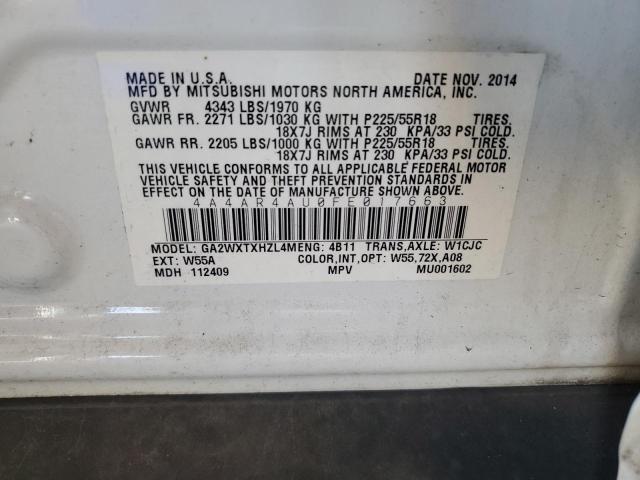 MADE IN U.S.A. DATE NOV. 2014
MFD BY MITSUBISHI MOTORS NORTH AMERICA, INC.
GVWR 4343 LBS/1970 KG
GAWR FR. 2271 LBS/1030 KG WITH P225/55R18 TIRES.
18X7J RIMS AT 230 KPA/33 PSI COLD.
GAWR RR. 2205 LBS/1000 KG WITH P225/55R18 TIRES.
18X7J RIMS AT 230 KPA/33 PSI COLD.
THIS VEHICLE CONFORMS TO ALL APPLICABLE FEDERAL MOTOR
VEHICLE SAFETY AND THEFT PREVENTION STANDARDS IN
EFFECT ON THE DATE OF MANUFACTURE SHOWN ABOVE.
4A4AR4AU0FE017663
MODEL: GA2WXTXHZL4MENG: 4B11 TRANS,AXLE: W1CJC
EXT: W55A COLOR,INT,OPT: W55,72X,A08
MDH 112409 MPV MU001602